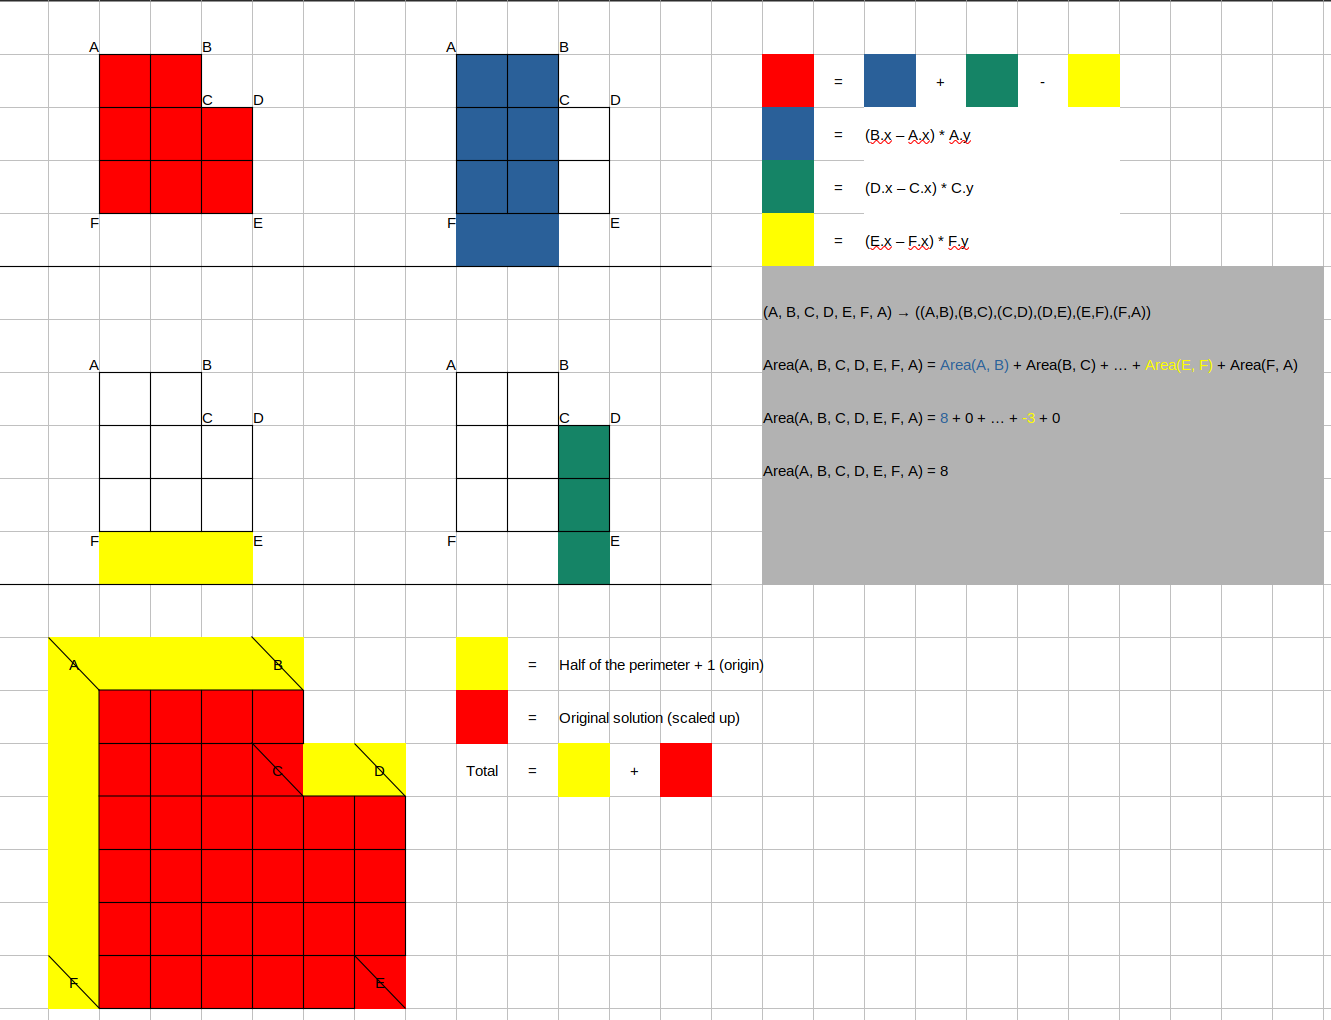 A B A B
C D C D
F E F E
= + -
= (B.x – A.x) * A.y
= (D.x – C.x) * C.y
= (E.x – F.x) * F.y
(A, B, C, D, E, F, A) → ((A,B),(B,C),(C,D),(D,E),(E,F),(F,A))
Area(A, B, C, D, E, F, A) = Area(A, B) + Area(B, C) + … + Area(E, F) + Area(F, A)
Area(A, B, C, D, E, F, A) = 8 + 0 + … + -3 + 0
Area(A, B, C, D, E, F, A) = 8
A B A B
C D C D
F E F E
A B
C D
F E
= Half of the perimeter + 1 (origin)
= Original solution (scaled up)
Total = +